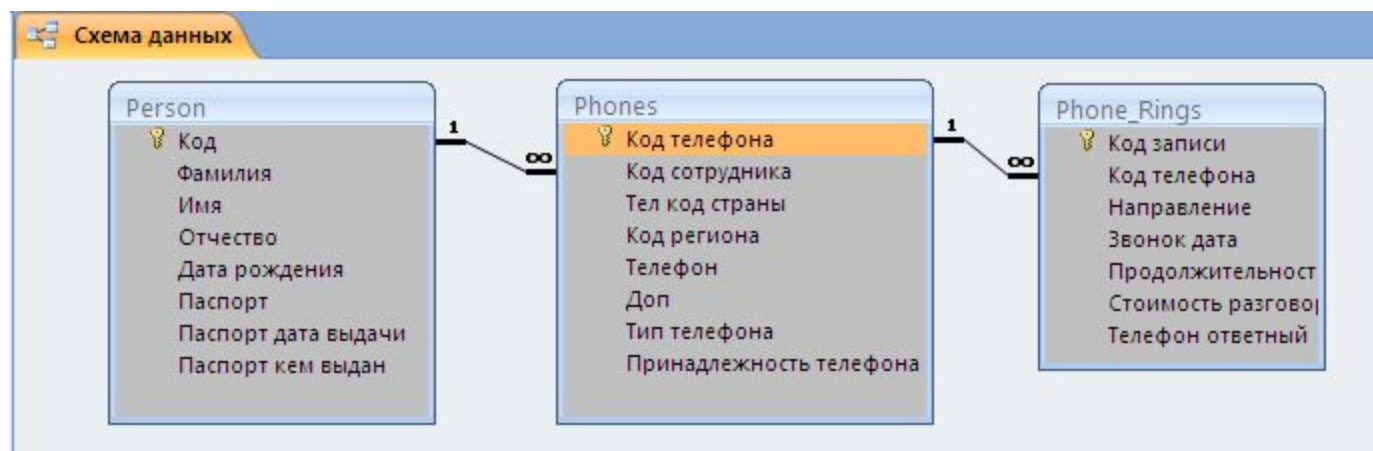 Схема данных
Person
Код
Фамилия
Имя
Отчество
Дата рождения
Паспорт
Паспорт дата выдачи
Паспорт кем выдан
1
∞
Phones
Код телефона
Код сотрудника
Тел код страны
Код региона
Телефон
Доп
Тип телефона
Принадлежность телефона
1
∞
Phone_Rings
Код записи
Код телефона
Направление
Звонок дата
Продолжительност
Стоимость разгово
Телефон ответный